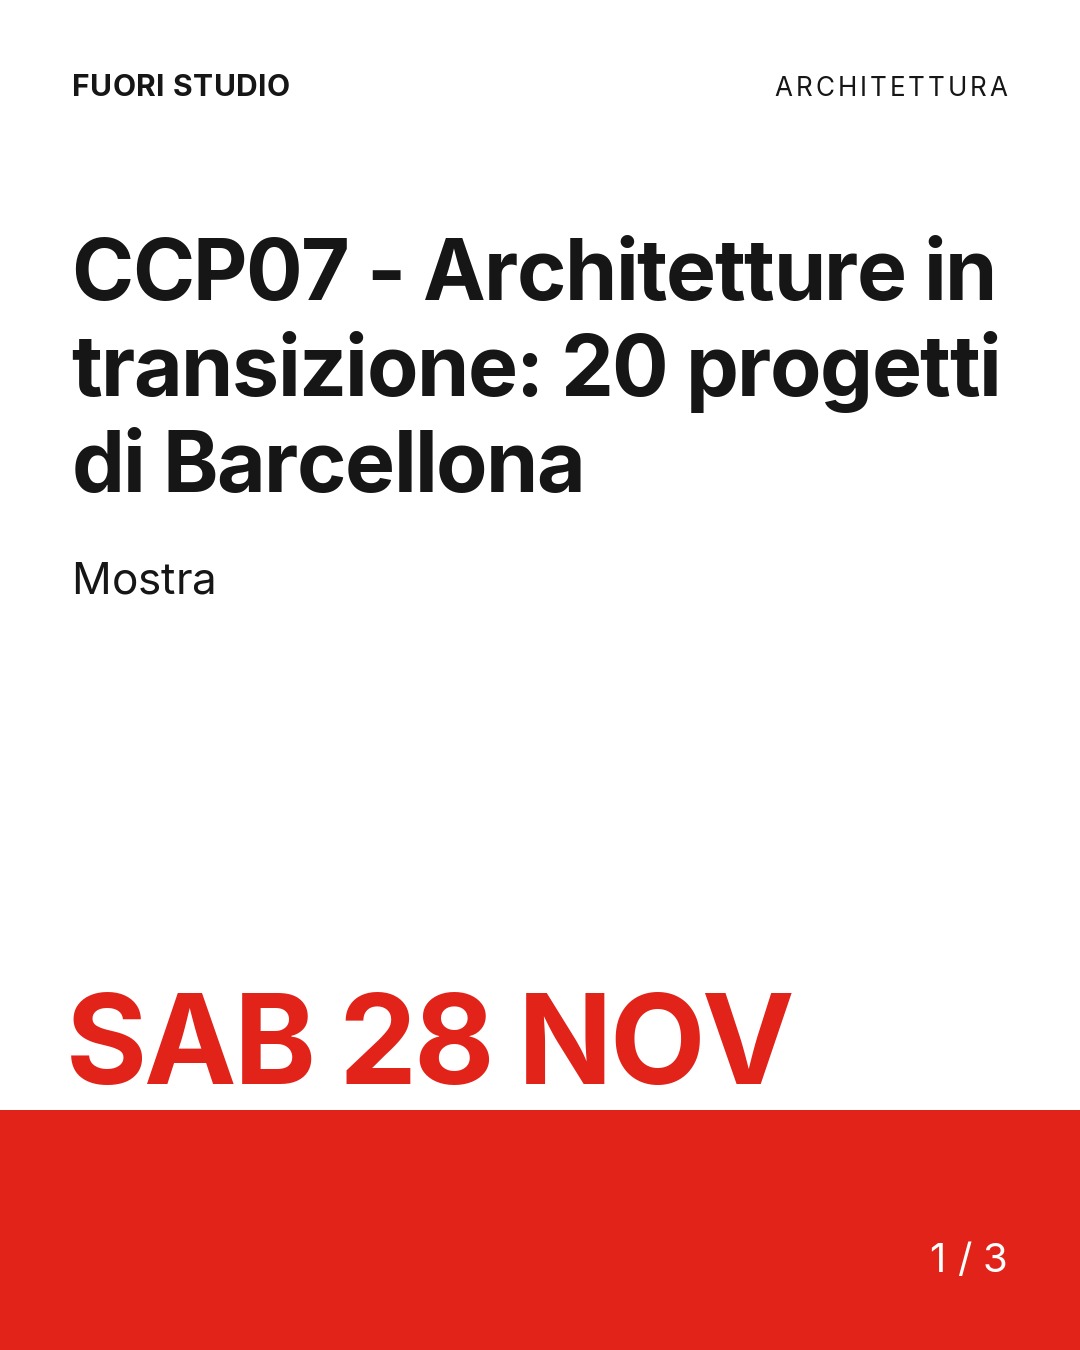 FUORI STUDIO
ARCHITETTURA
CCP07 - Architetture in
transizione: 20 progetti
di Barcellona
Mostra
SAB 28 NOV
1 / 3